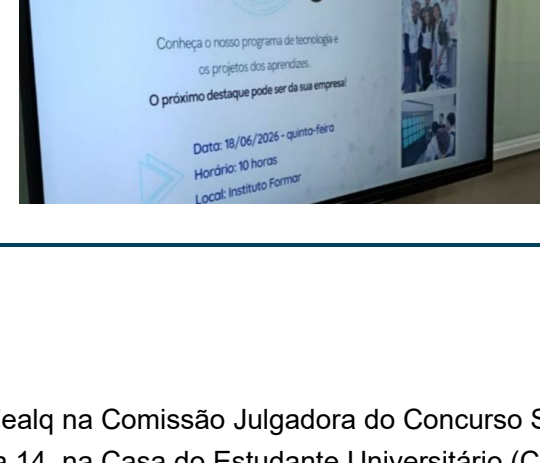 Conheça o nosso programa de tecnologia e
os projetos dos aprendizes.
O próximo destaque pode ser da sua empresa!
Data: 18/06/2026 - quinta-feira
Horário: 10 horas
Local: Instituto Formar
ealq na Comissão Julgadora do Concurso S
a 14, na Casa do Estudante Universitário (C